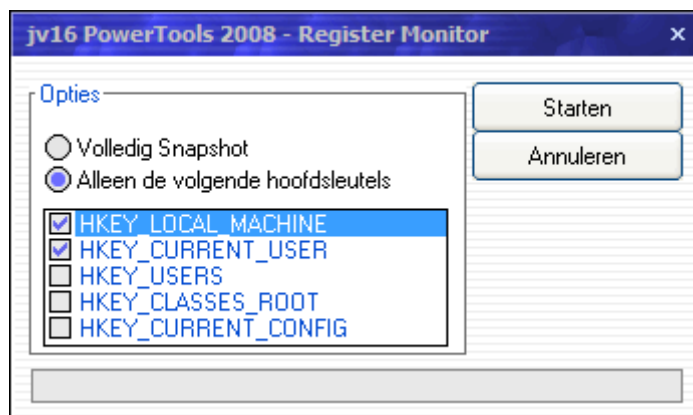 jv16 PowerTools 2008 - Register Monitor
Opties
Volledig Snapshot
Alleen de volgende hoofdsleutels
HKEY_LOCAL_MACHINE
HKEY_CURRENT_USER
HKEY_USERS
HKEY_CLASSES_ROOT
HKEY_CURRENT_CONFIG
Starten
Annuleren